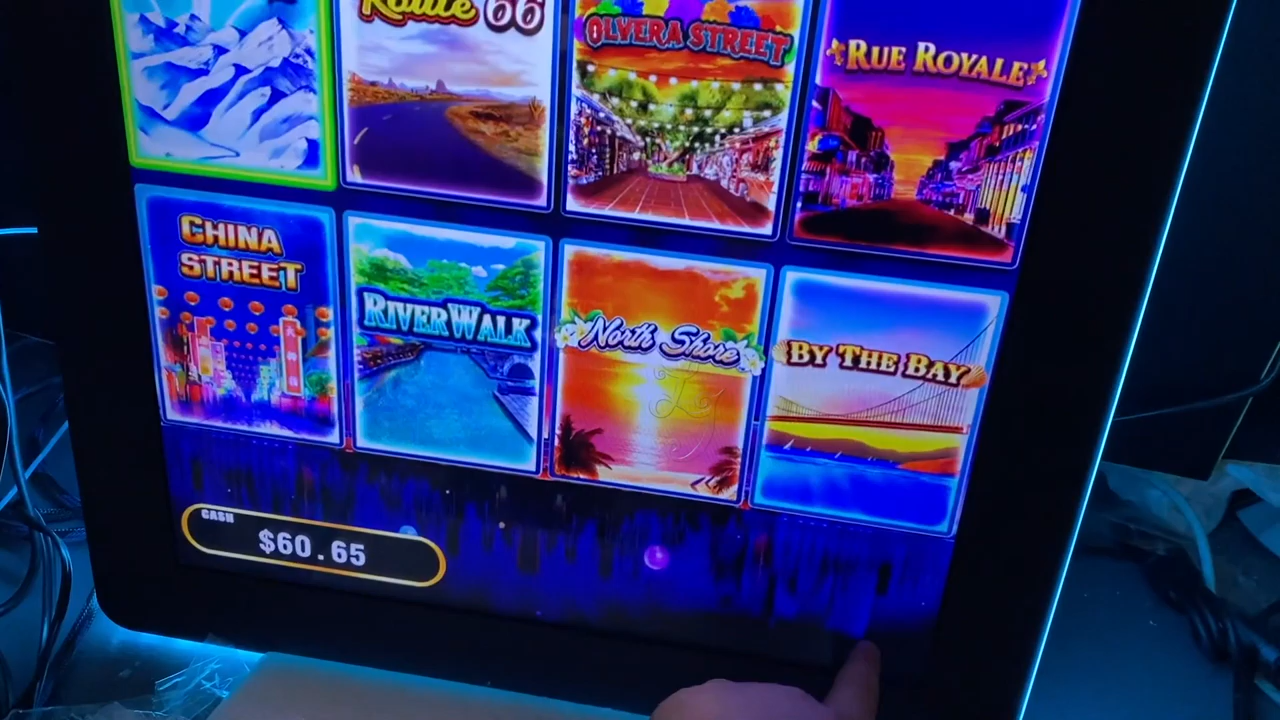 Route 66
OLVERA STREET
RUE ROYALE
CHINA
STREET
RIVERWALK
North Shore
BY THE BAY
CASH
$60.65